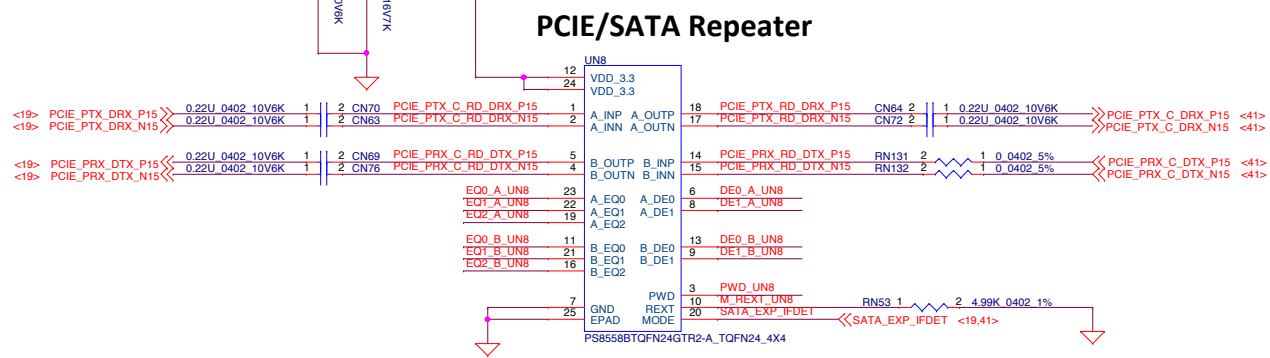 0V6K
16V7K
PCIE/SATA Repeater
UN8
12 VDD_3.3
24 VDD_3.3
<19> PCIE_PTX_DRX_P15 0.22U_0402_10V6K 1 2 CN70 PCIE_PTX_C_RD_DRX_P15 1 A_INP A_OUTP 18 PCIE_PTX_RD_DRX_P15 CN64 2 1 0.22U_0402_10V6K PCIE_PTX_C_DRX_P15 <41>
<19> PCIE_PTX_DRX_N15 0.22U_0402_10V6K 1 2 CN63 PCIE_PTX_C_RD_DRX_N15 2 A_INN A_OUTN 17 PCIE_PTX_RD_DRX_N15 CN72 2 1 0.22U_0402_10V6K PCIE_PTX_C_DRX_N15 <41>
<19> PCIE_PRX_DTX_P15 0.22U_0402_10V6K 1 2 CN69 PCIE_PRX_C_RD_DTX_P15 5 B_OUTP B_INP 14 PCIE_PRX_RD_DTX_P15 RN131 2 1 0_0402_5% PCIE_PRX_C_DTX_P15 <41>
<19> PCIE_PRX_DTX_N15 0.22U_0402_10V6K 1 2 CN76 PCIE_PRX_C_RD_DTX_N15 4 B_OUTN B_INN 15 PCIE_PRX_RD_DTX_N15 RN132 2 1 0_0402_5% PCIE_PRX_C_DTX_N15 <41>
EQ0_A_UN8 23 A_EQ0 A_DE0 6 DE0_A_UN8
EQ1_A_UN8 22 A_EQ1 A_DE1 8 DE1_A_UN8
EQ2_A_UN8 19 A_EQ2
EQ0_B_UN8 11 B_EQ0 B_DE0 13 DE0_B_UN8
EQ1_B_UN8 21 B_EQ1 B_DE1 9 DE1_B_UN8
EQ2_B_UN8 16 B_EQ2
PWD 3 PWD_UN8
7 GND REXT 10 M_REXT_UN8 RN53 1 2 4.99K_0402_1%
25 EPAD MODE 20 SATA_EXP_IFDET SATA_EXP_IFDET <19,41>
PS8558BTQFN24GTR2-A_TQFN24_4X4